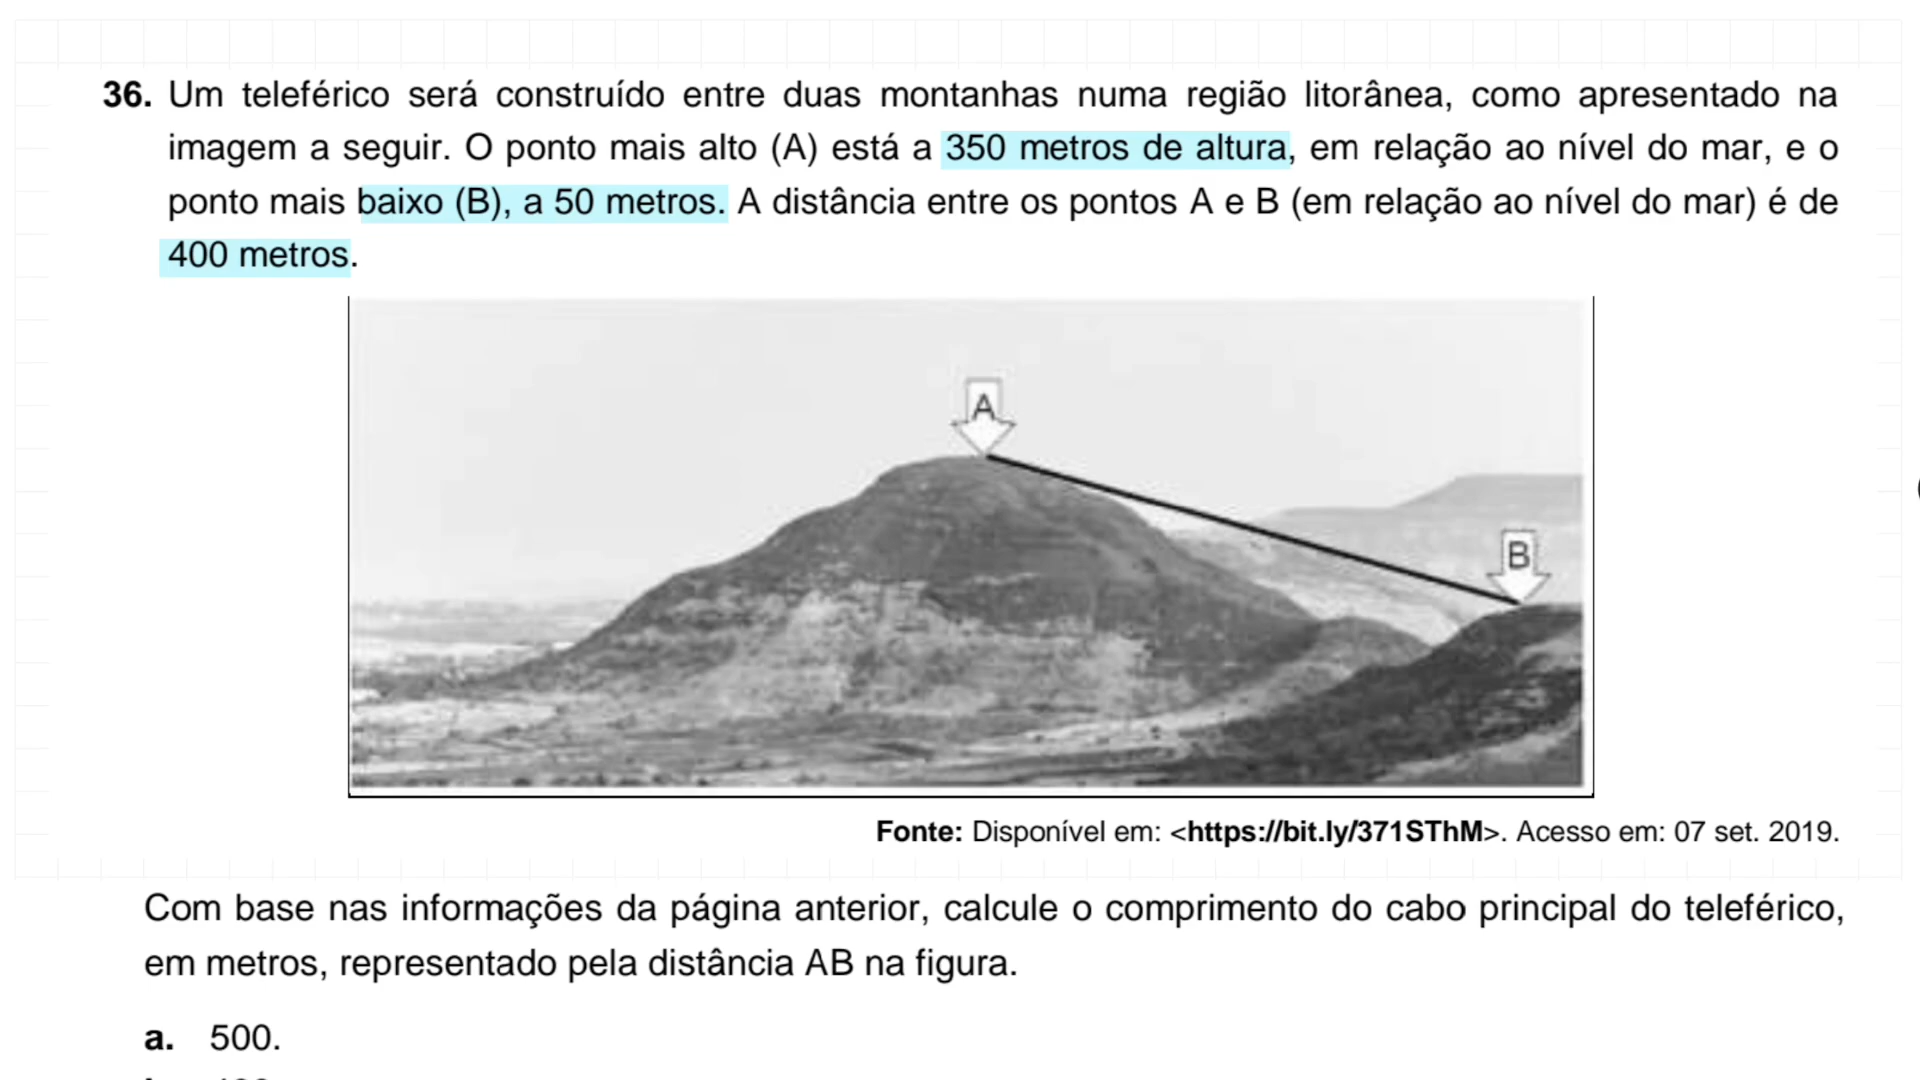 36. Um teleférico será construído entre duas montanhas numa região litorânea, como apresentado na
imagem a seguir. O ponto mais alto (A) está a 350 metros de altura, em relação ao nível do mar, e o
ponto mais baixo (B), a 50 metros. A distância entre os pontos A e B (em relação ao nível do mar) é de
400 metros.
A
B
Fonte: Disponível em: <https://bit.ly/371SThM>. Acesso em: 07 set. 2019.
Com base nas informações da página anterior, calcule o comprimento do cabo principal do teleférico,
em metros, representado pela distância AB na figura.
a. 500.